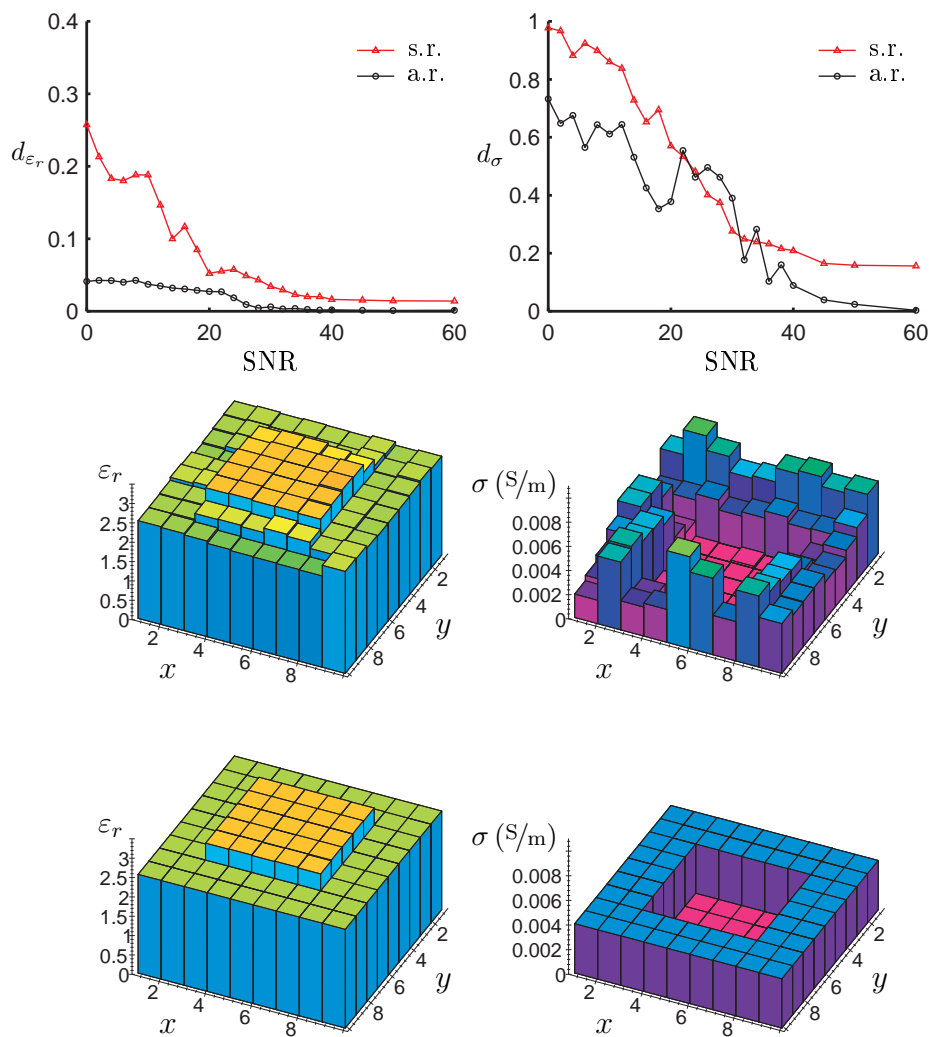 0.4
0.3
0.2
0.1
0
d_{ε_r}
s.r.
a.r.
0 20 40 60
SNR
1
0.8
0.6
0.4
0.2
0
d_σ
s.r.
a.r.
0 20 40 60
SNR
ε_r
3
2.5
2
1.5
1
0.5
0
2 4 6 8
x
8 6 4 2
y
σ (S/m)
0.008
0.006
0.004
0.002
0
2 4 6 8
x
8 6 4 2
y
ε_r
3
2.5
2
1.5
1
0.5
0
2 4 6 8
x
8 6 4 2
y
σ (S/m)
0.008
0.006
0.004
0.002
0
2 4 6 8
x
8 6 4 2
y